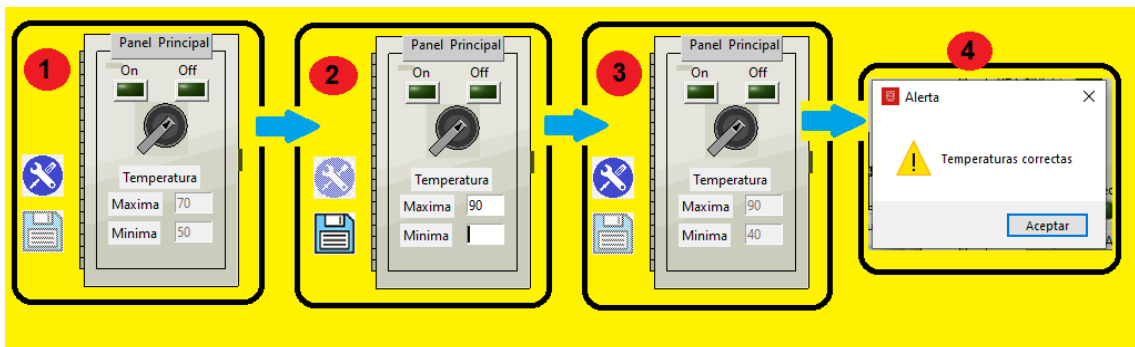 1
Panel Principal
On Off
Temperatura
Maxima 70
Minima 50
2
Panel Principal
On Off
Temperatura
Maxima 90
Minima
3
Panel Principal
On Off
Temperatura
Maxima 90
Minima 40
4
Alerta
Temperaturas correctas
Aceptar